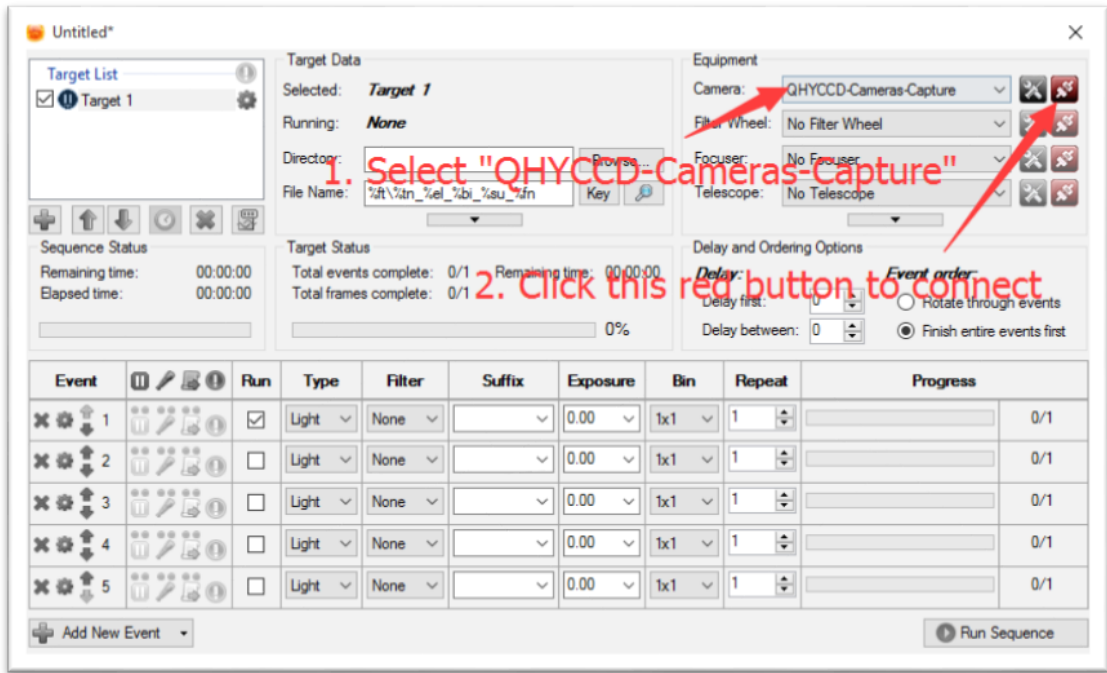 Untitled*
Target List
Target 1
Target Data
Selected: Target 1
Running: None
Directory: Browse...
File Name: %ft\%tn_%el_%bi_%su_%fn Key
Equipment
Camera: QHYCCD-Cameras-Capture
Filter Wheel: No Filter Wheel
Focuser: No Focuser
Telescope: No Telescope
1. Select "QHYCCD-Cameras-Capture"
Sequence Status
Remaining time: 00:00:00
Elapsed time: 00:00:00
Target Status
Total events complete: 0/1 Remaining time: 00:00:00
Total frames complete: 0/1
0%
Delay and Ordering Options
Delay: Event order:
Delay first: 0 Rotate through events
Delay between: 0 Finish entire events first
2. Click this red button to connect
Event Run Type Filter Suffix Exposure Bin Repeat Progress
1 Light None 0.00 1x1 1 0/1
2 Light None 0.00 1x1 1 0/1
3 Light None 0.00 1x1 1 0/1
4 Light None 0.00 1x1 1 0/1
5 Light None 0.00 1x1 1 0/1
Add New Event Run Sequence